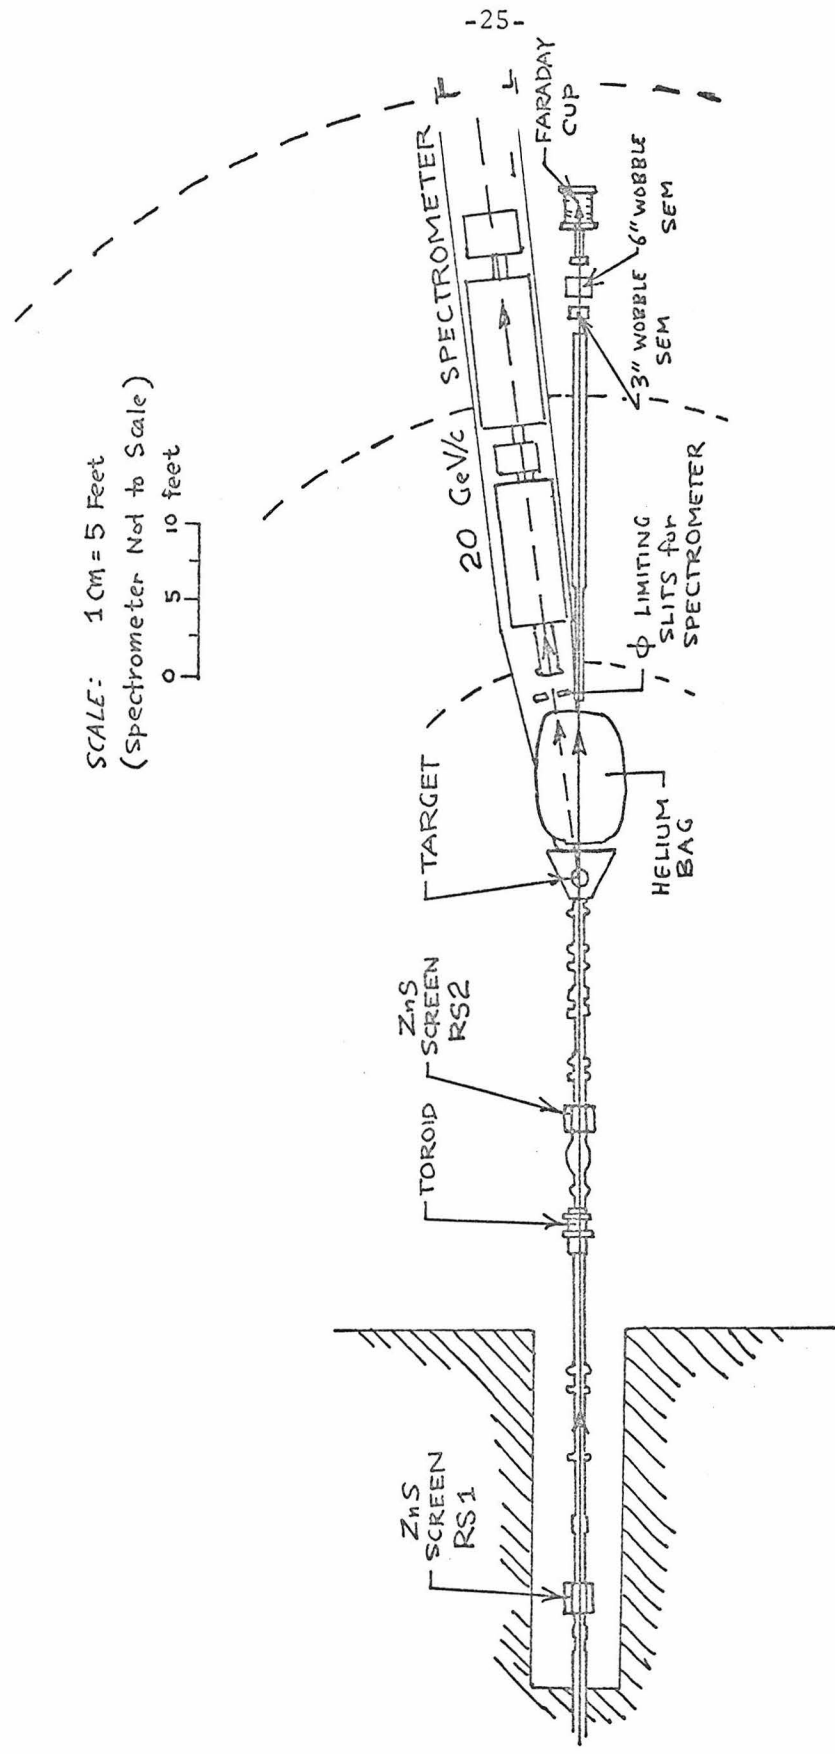 -25-
SCALE: 1 CM = 5 Feet
(Spectrometer Not to Scale)
0 5 10 feet
ZnS
SCREEN
RS1
TOROID
ZnS
SCREEN
RS2
TARGET
20 GeV/c SPECTROMETER
HELIUM
BAG
ϕ LIMITING
SLITS for
SPECTROMETER
3" WOBBLE
SEM
6" WOBBLE
SEM
FARADAY
CUP